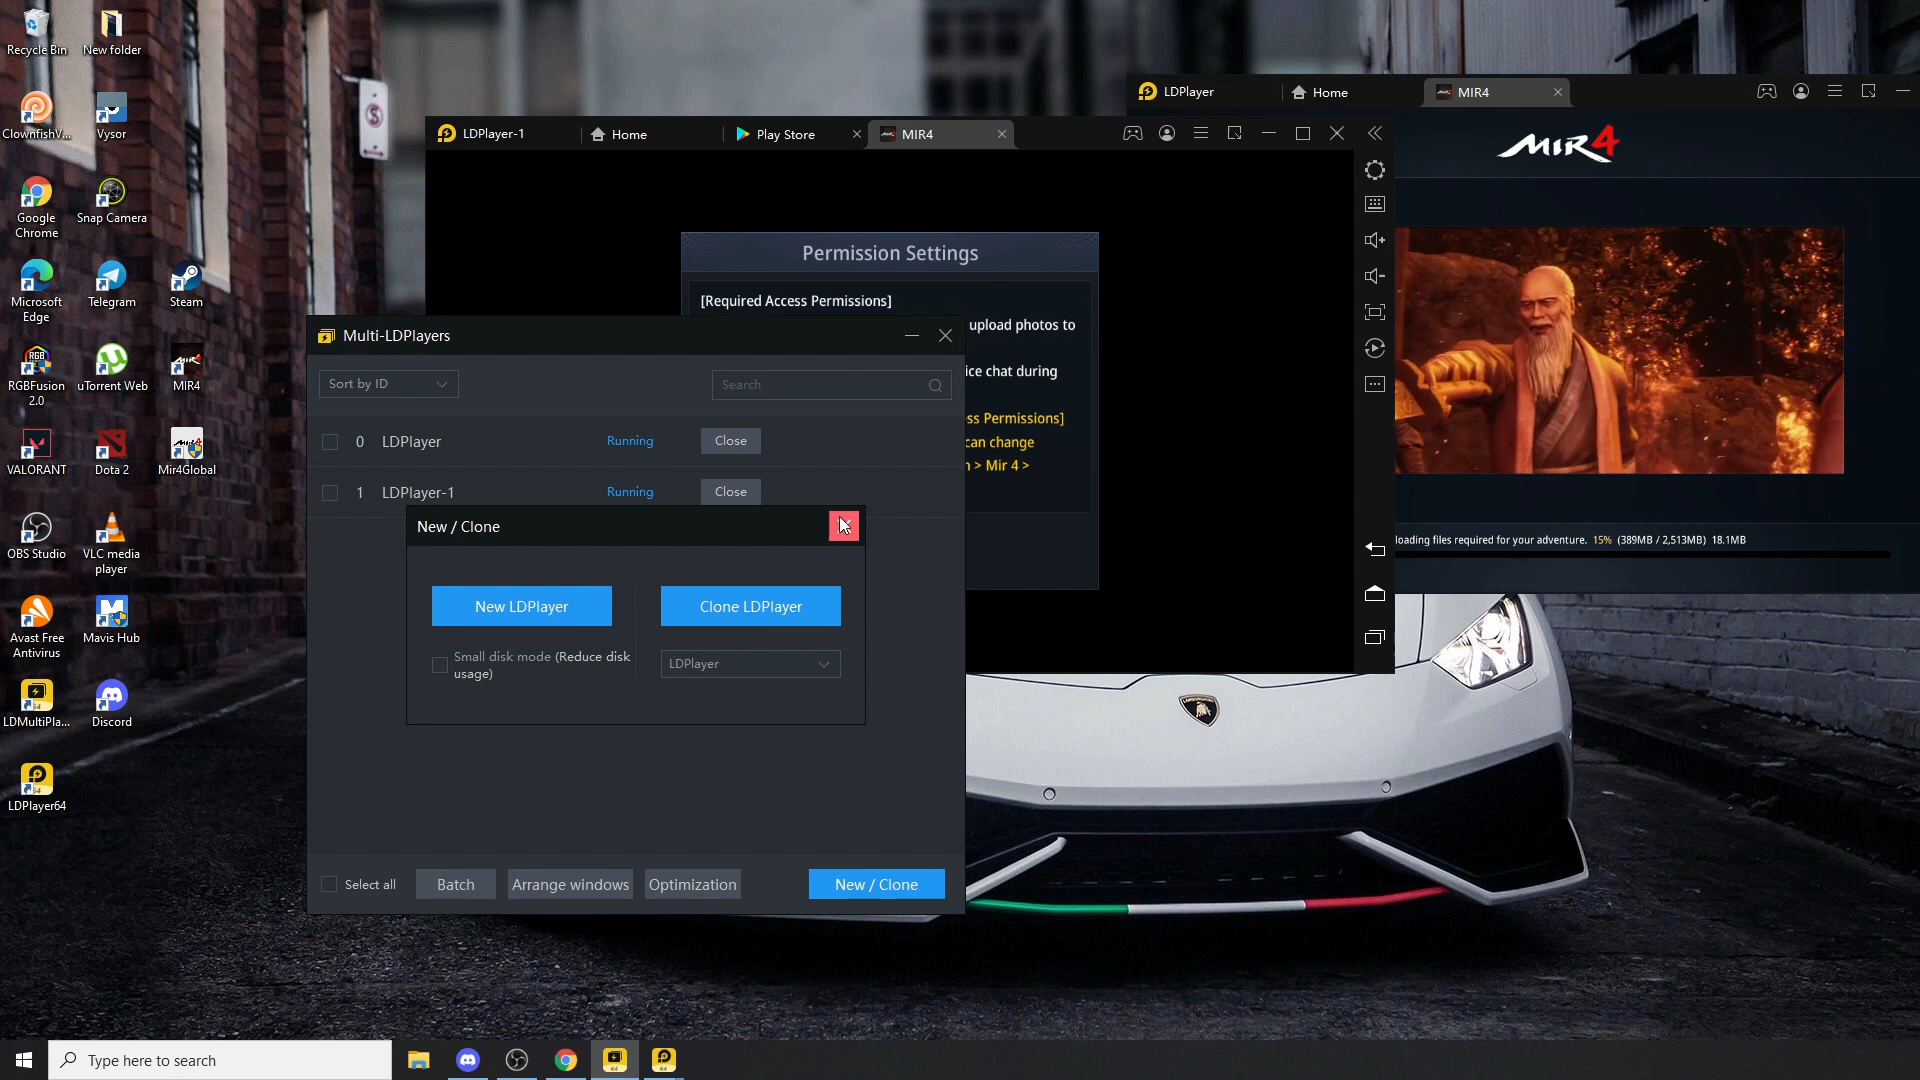 Recycle Bin
New folder
ClownfishV...
Vysor
Google
Chrome
Snap Camera
Microsoft
Edge
Telegram
Steam
RGBFusion
2.0
uTorrent Web
MIR4
VALORANT
Dota 2
Mir4Global
OBS Studio
VLC media
player
Avast Free
Antivirus
Mavis Hub
LDMultiPla...
Discord
LDPlayer64
LDPlayer
Home
MIR4
MIR4
loading files required for your adventure. 15% (389MB / 2,513MB) 18.1MB
LDPlayer-1
Home
Play Store
MIR4
Permission Settings
[Required Access Permissions]
upload photos to
ice chat during
ss Permissions]
can change
n > Mir 4 >
Multi-LDPlayers
Sort by ID
Search
0 LDPlayer Running Close
1 LDPlayer-1 Running Close
New / Clone
New LDPlayer
Clone LDPlayer
Small disk mode (Reduce disk
usage)
LDPlayer
Select all
Batch
Arrange windows
Optimization
New / Clone
Type here to search